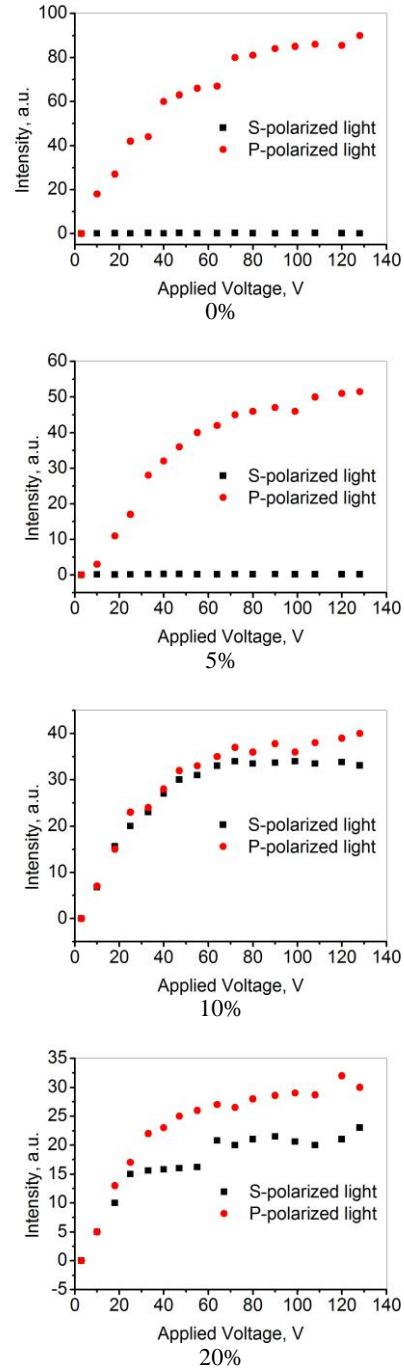 100
80
60
40
20
0
Intensity, a.u.
S-polarized light
P-polarized light
0 20 40 60 80 100 120 140
Applied Voltage, V
0%
60
50
40
30
20
10
0
Intensity, a.u.
S-polarized light
P-polarized light
0 20 40 60 80 100 120 140
Applied Voltage, V
5%
40
30
20
10
0
Intensity, a.u.
S-polarized light
P-polarized light
0 20 40 60 80 100 120 140
Applied Voltage, V
10%
35
30
25
20
15
10
5
0
-5
Intensity, a.u.
S-polarized light
P-polarized light
0 20 40 60 80 100 120 140
Applied Voltage, V
20%